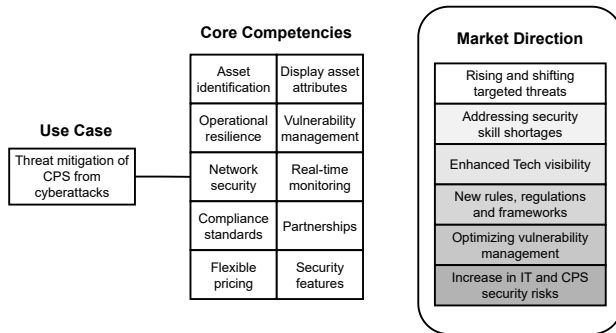 Core Competencies
Asset
identification
Display asset
attributes
Operational
resilience
Vulnerability
management
Network
security
Real-time
monitoring
Compliance
standards
Partnerships
Flexible
pricing
Security
features
Use Case
Threat mitigation of
CPS from
cyberattacks
Market Direction
Rising and shifting
targeted threats
Addressing security
skill shortages
Enhanced Tech visibility
New rules, regulations
and frameworks
Optimizing vulnerability
management
Increase in IT and CPS
security risks